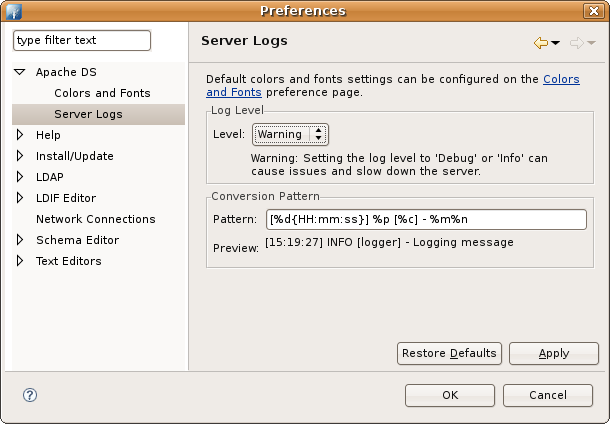 Preferences
type filter text
Apache DS
Colors and Fonts
Server Logs
Help
Install/Update
LDAP
LDIF Editor
Network Connections
Schema Editor
Text Editors
Server Logs
Default colors and fonts settings can be configured on the Colors
and Fonts preference page.
Log Level
Level: Warning
Warning: Setting the log level to 'Debug' or 'Info' can
cause issues and slow down the server.
Conversion Pattern
Pattern: [%d{HH:mm:ss}] %p [%c] - %m%n
Preview: [15:19:27] INFO [logger] - Logging message
Restore Defaults Apply
? OK Cancel